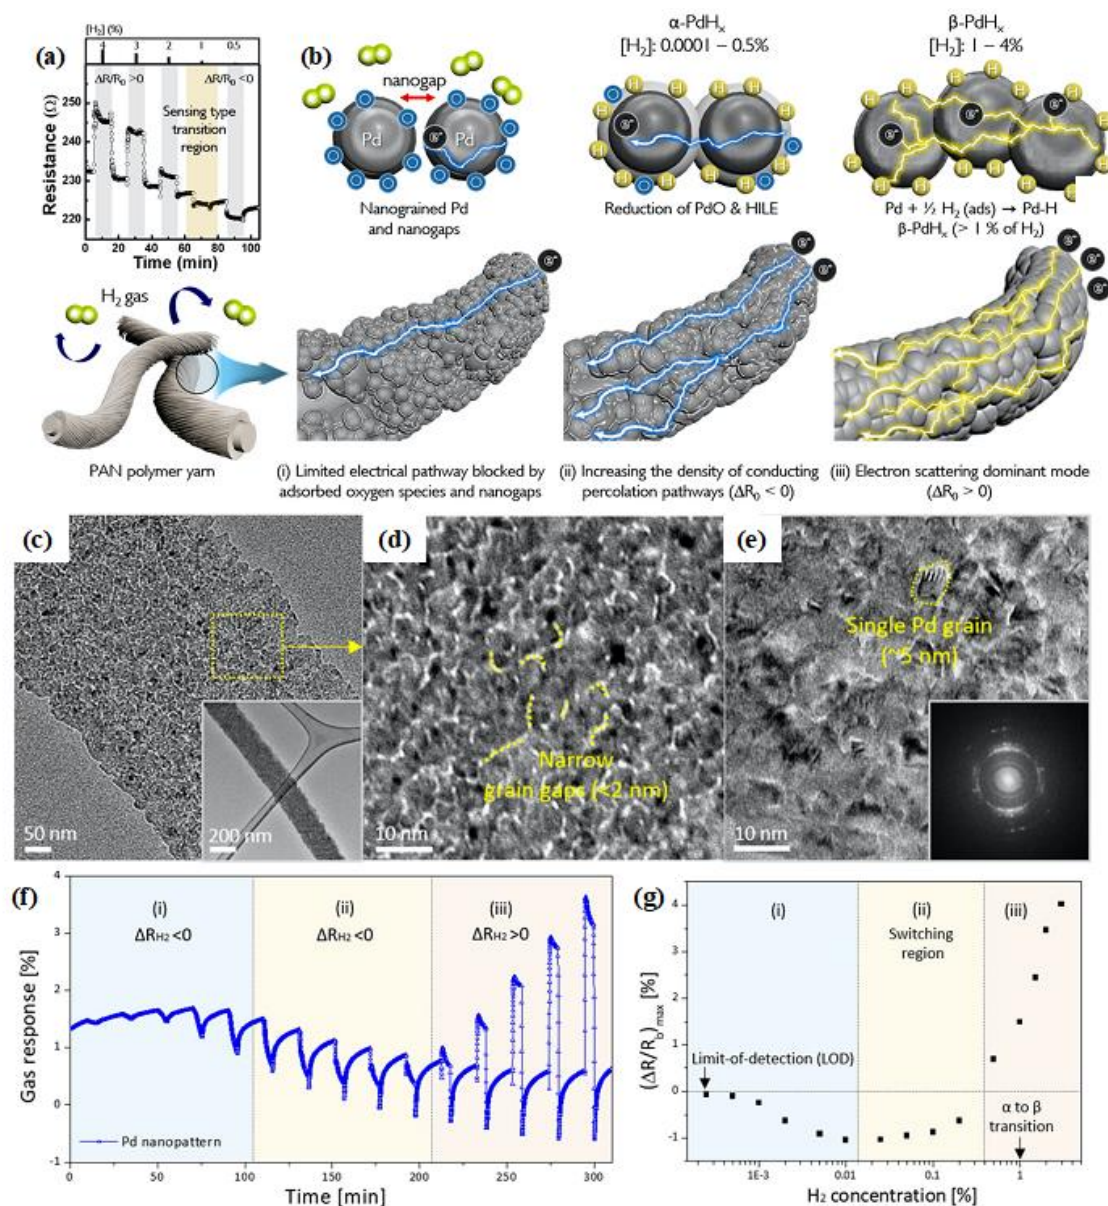 [H₂] (%)
4 3 2 1 0.5
(a)
ΔR/R₀ >0
ΔR/R₀ <0
Sensing type
transition
region
Resistance (Ω)
250
240
230
220
0 20 40 60 80 100
Time (min)
(b)
nanogap
Pd
Pd
e⁻
O
Nanograined Pd
and nanogaps
α-PdHₓ
[H₂]: 0.0001 – 0.5%
H
O
e⁻
Reduction of PdO & HILE
β-PdHₓ
[H₂]: 1 – 4%
H
e⁻
Pd + ½ H₂ (ads) → Pd-H
β-PdHₓ (> 1 % of H₂)
H₂ gas
PAN polymer yarn
(i) Limited electrical pathway blocked by
adsorbed oxygen species and nanogaps
(ii) Increasing the density of conducting
percolation pathways (ΔR₀ < 0)
(iii) Electron scattering dominant mode
(ΔR₀ > 0)
(c)
50 nm
200 nm
(d)
Narrow
grain gaps (<2 nm)
10 nm
(e)
Single Pd grain
(~5 nm)
10 nm
(f)
(i)
ΔR_H2 <0
(ii)
ΔR_H2 <0
(iii)
ΔR_H2 >0
Gas response [%]
4
3
2
1
0
-1
Pd nanopattern
0 50 100 150 200 250 300
Time [min]
(g)
(i)
(ii)
Switching
region
(iii)
(ΔR/R_b)_max [%]
4
3
2
1
0
-1
Limit-of-detection (LOD)
α to β
transition
1E-3 0.01 0.1 1
H₂ concentration [%]